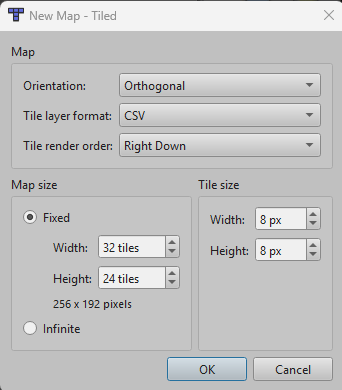 New Map - Tiled
Map
Orientation: Orthogonal
Tile layer format: CSV
Tile render order: Right Down
Map size
Fixed
Width: 32 tiles
Height: 24 tiles
256 x 192 pixels
Infinite
Tile size
Width: 8 px
Height: 8 px
OK Cancel